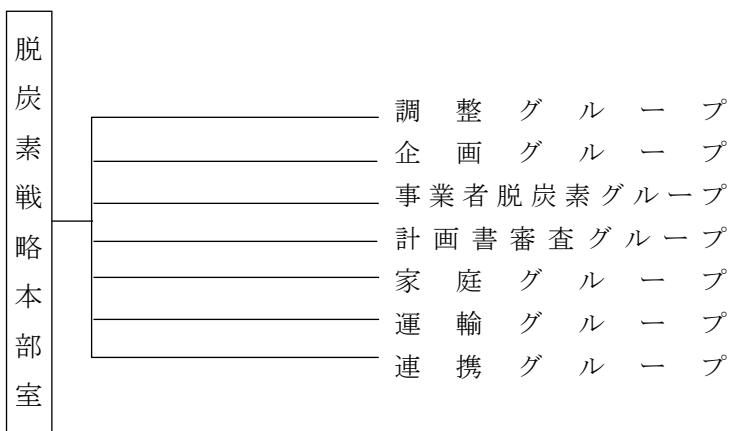 脱炭素戦略本部室
調整グループ
企画グループ
事業者脱炭素グループ
計画書審査グループ
家庭グループ
運輸グループ
連携グループ